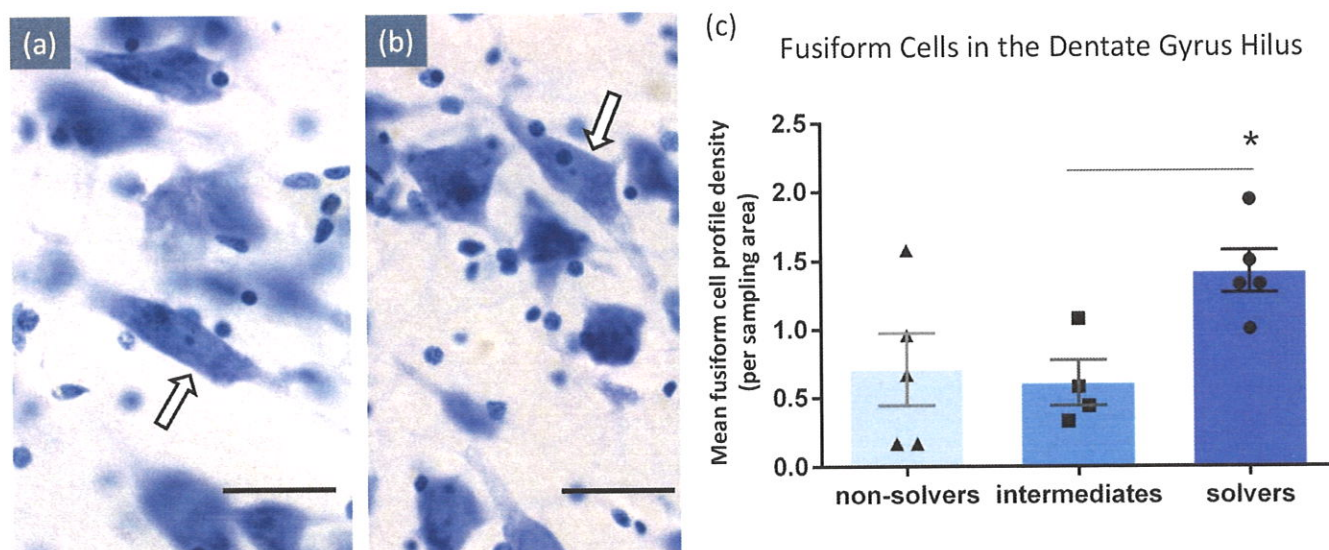 (a)
(b)
(c)
Fusiform Cells in the Dentate Gyrus Hilus
Mean fusiform cell profile density
(per sampling area)
2.5
2.0
1.5
1.0
0.5
0.0
*
non-solvers intermediates solvers